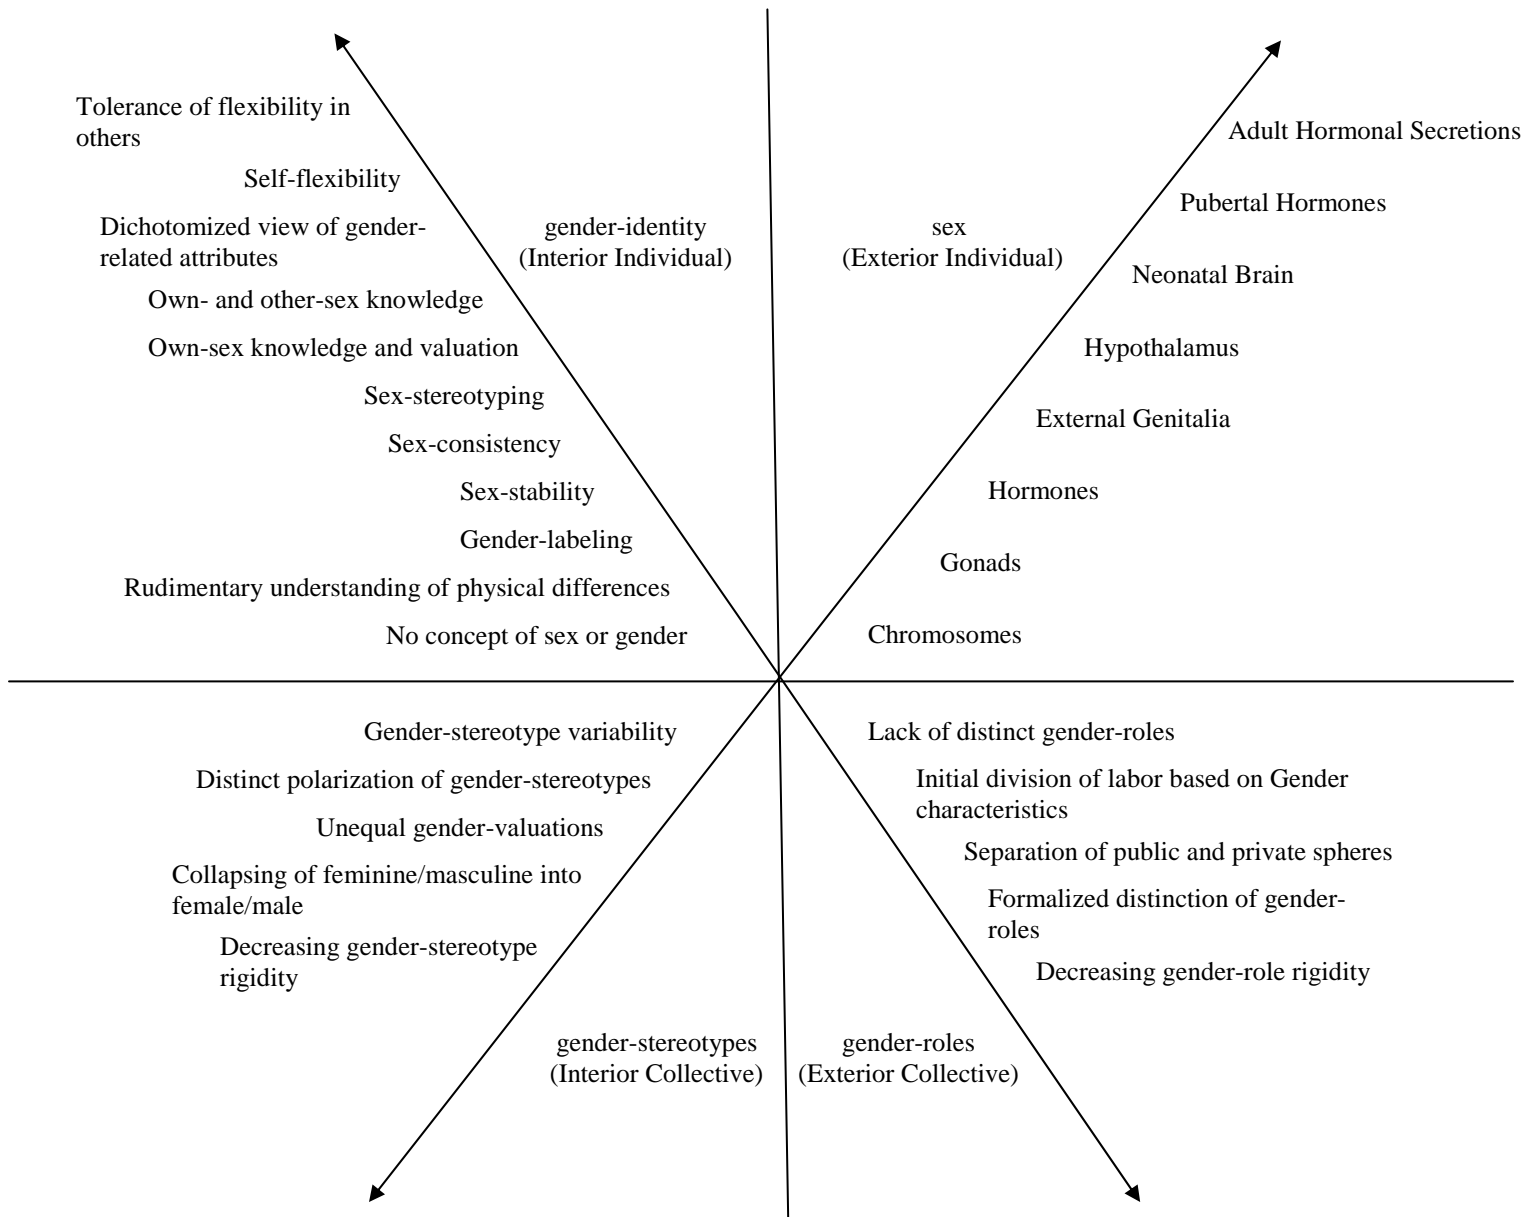 Tolerance of flexibility in
others
Self-flexibility
Dichotomized view of gender-
related attributes
Own- and other-sex knowledge
Own-sex knowledge and valuation
Sex-stereotyping
Sex-consistency
Sex-stability
Gender-labeling
Rudimentary understanding of physical differences
No concept of sex or gender
gender-identity
(Interior Individual)
sex
(Exterior Individual)
Adult Hormonal Secretions
Pubertal Hormones
Neonatal Brain
Hypothalamus
External Genitalia
Hormones
Gonads
Chromosomes
Gender-stereotype variability
Distinct polarization of gender-stereotypes
Unequal gender-valuations
Collapsing of feminine/masculine into
female/male
Decreasing gender-stereotype
rigidity
gender-stereotypes
(Interior Collective)
Lack of distinct gender-roles
Initial division of labor based on Gender
characteristics
Separation of public and private spheres
Formalized distinction of gender-
roles
Decreasing gender-role rigidity
gender-roles
(Exterior Collective)